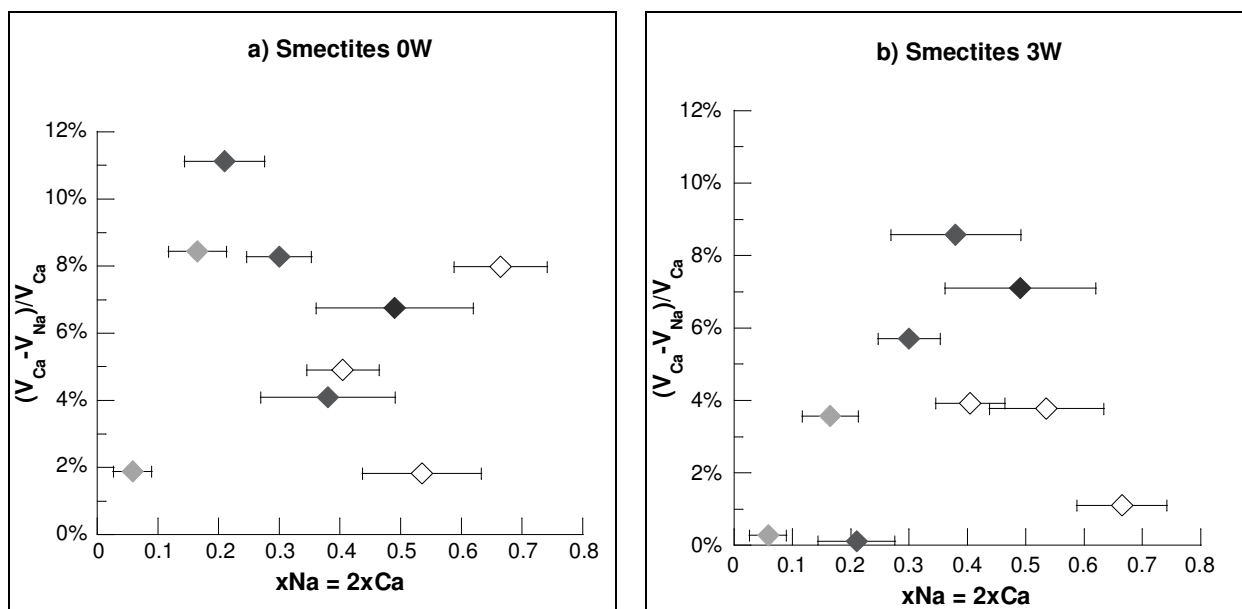 a) Smectites 0W
12%
10%
8%
6%
4%
2%
0%
(V_Ca-V_Na)/V_Ca
0 0.1 0.2 0.3 0.4 0.5 0.6 0.7 0.8
xNa = 2xCa
b) Smectites 3W
12%
10%
8%
6%
4%
2%
0%
(V_Ca-V_Na)/V_Ca
0 0.1 0.2 0.3 0.4 0.5 0.6 0.7 0.8
xNa = 2xCa